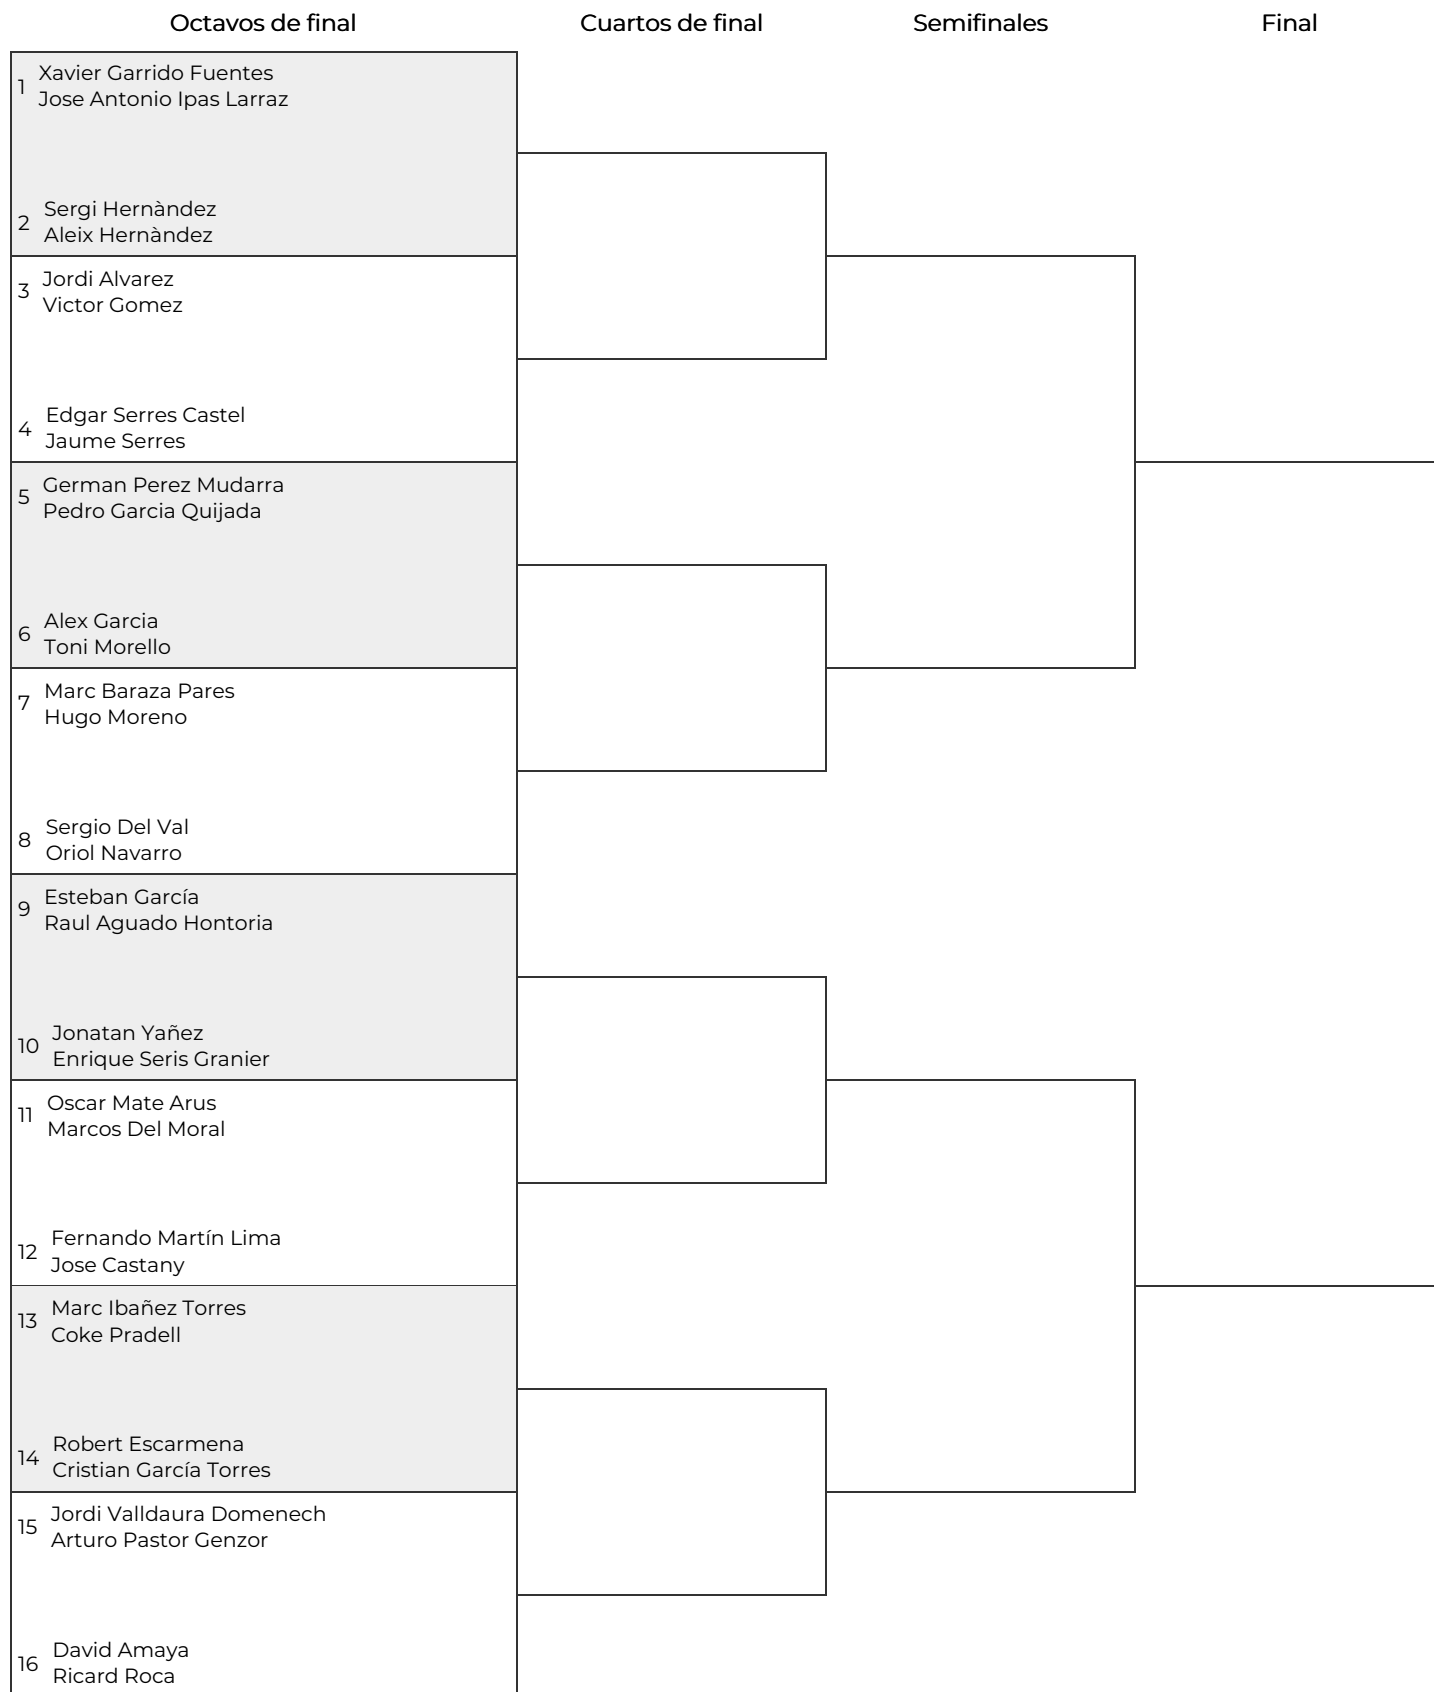 Octavos de final
Cuartos de final
Semifinales
Final
1
Xavier Garrido Fuentes
Jose Antonio Ipas Larraz
2
Sergi Hernàndez
Aleix Hernàndez
3
Jordi Alvarez
Victor Gomez
4
Edgar Serres Castel
Jaume Serres
5
German Perez Mudarra
Pedro Garcia Quijada
6
Alex Garcia
Toni Morello
7
Marc Baraza Pares
Hugo Moreno
8
Sergio Del Val
Oriol Navarro
9
Esteban García
Raul Aguado Hontoria
10
Jonatan Yañez
Enrique Seris Granier
11
Oscar Mate Arus
Marcos Del Moral
12
Fernando Martín Lima
Jose Castany
13
Marc Ibañez Torres
Coke Pradell
14
Robert Escarmena
Cristian García Torres
15
Jordi Valldaura Domenech
Arturo Pastor Genzor
16
David Amaya
Ricard Roca